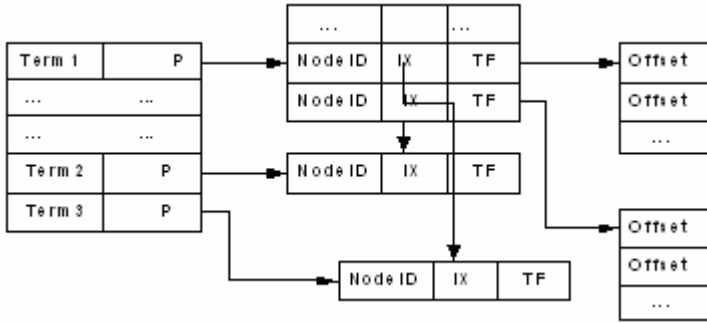 ... ...
Term 1 P Node ID IX TF Offset
... ... Node ID IX TF Offset
... ... ...
Term 2 P Node ID IX TF
Term 3 P Offset
Offset
Node ID IX TF
...